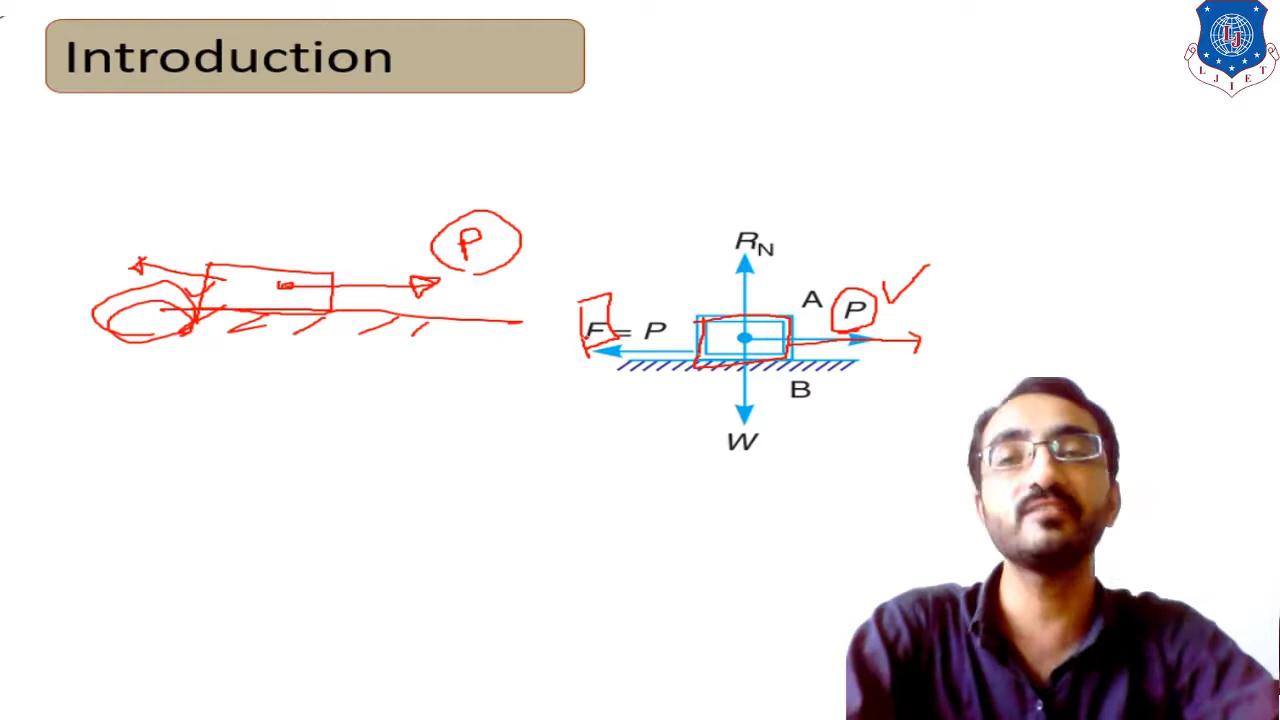 Introduction
L J I E T
P
R_N
A
P
F = P
B
W